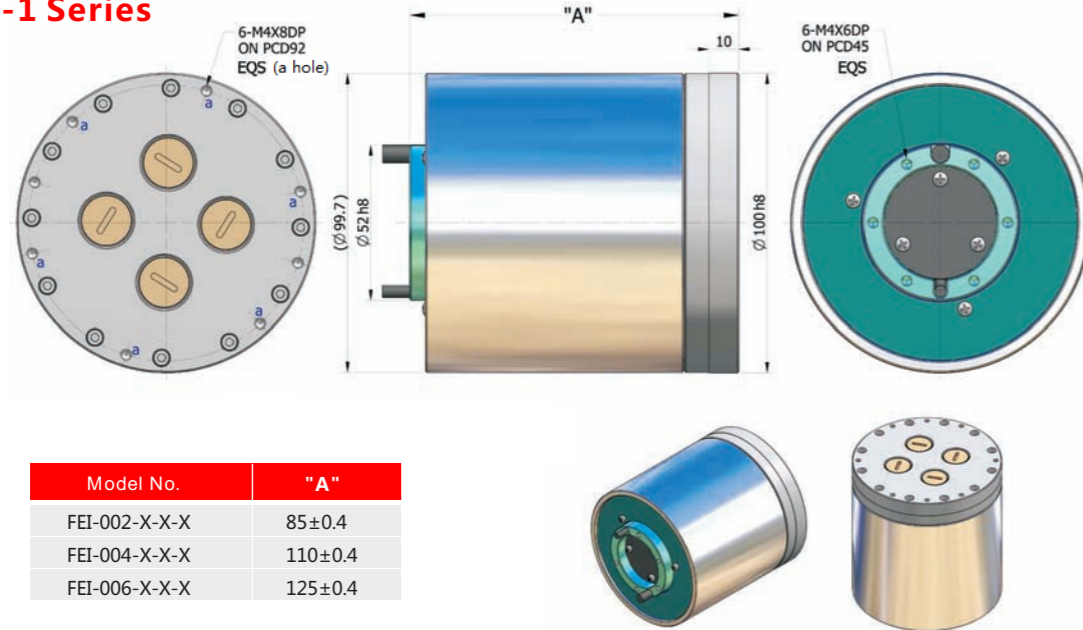 -1 Series
6-M4X8DP
ON PCD92
EQS (a hole)
a
a
a
a
a
a
"A"
10
(Ø99.7)
Ø52h8
Ø100h8
6-M4X6DP
ON PCD45
EQS
Model No. "A"
FEI-002-X-X-X 85±0.4
FEI-004-X-X-X 110±0.4
FEI-006-X-X-X 125±0.4